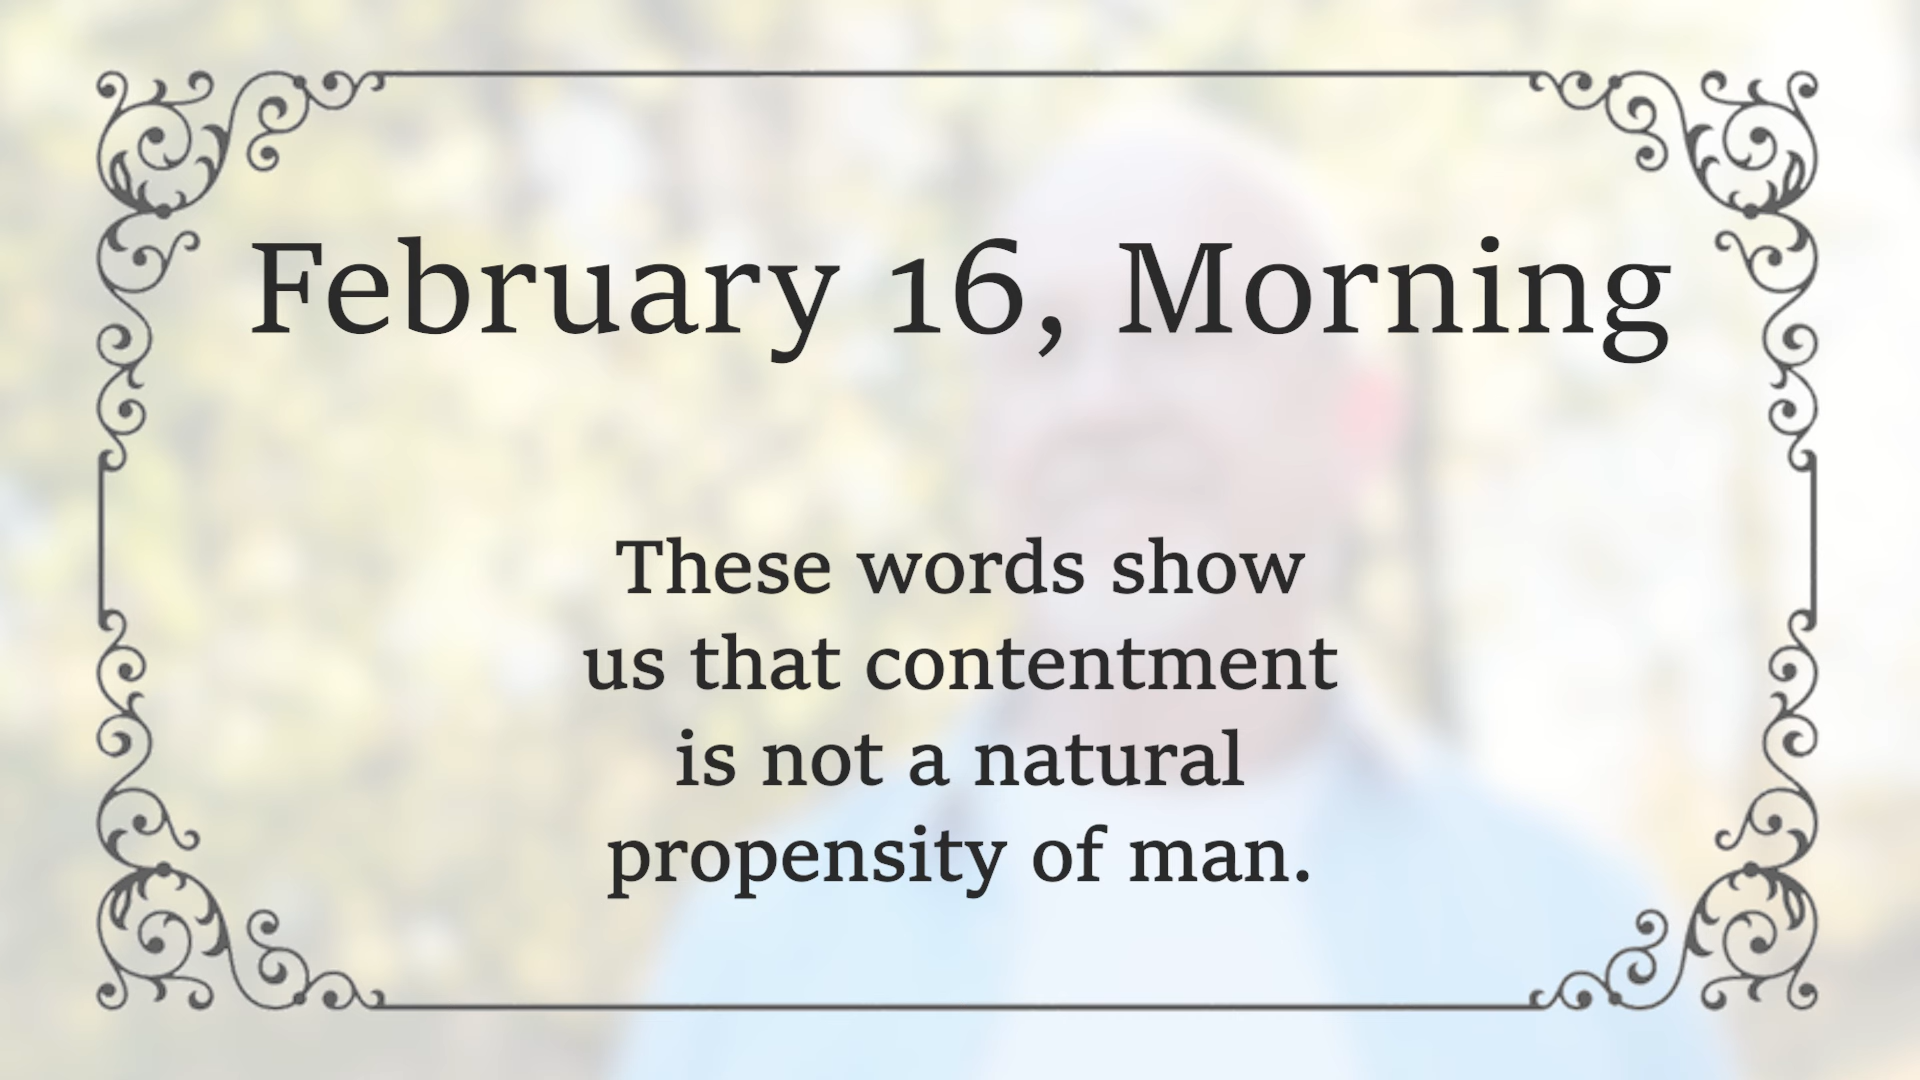 February 16, Morning
These words show
us that contentment
is not a natural
propensity of man.